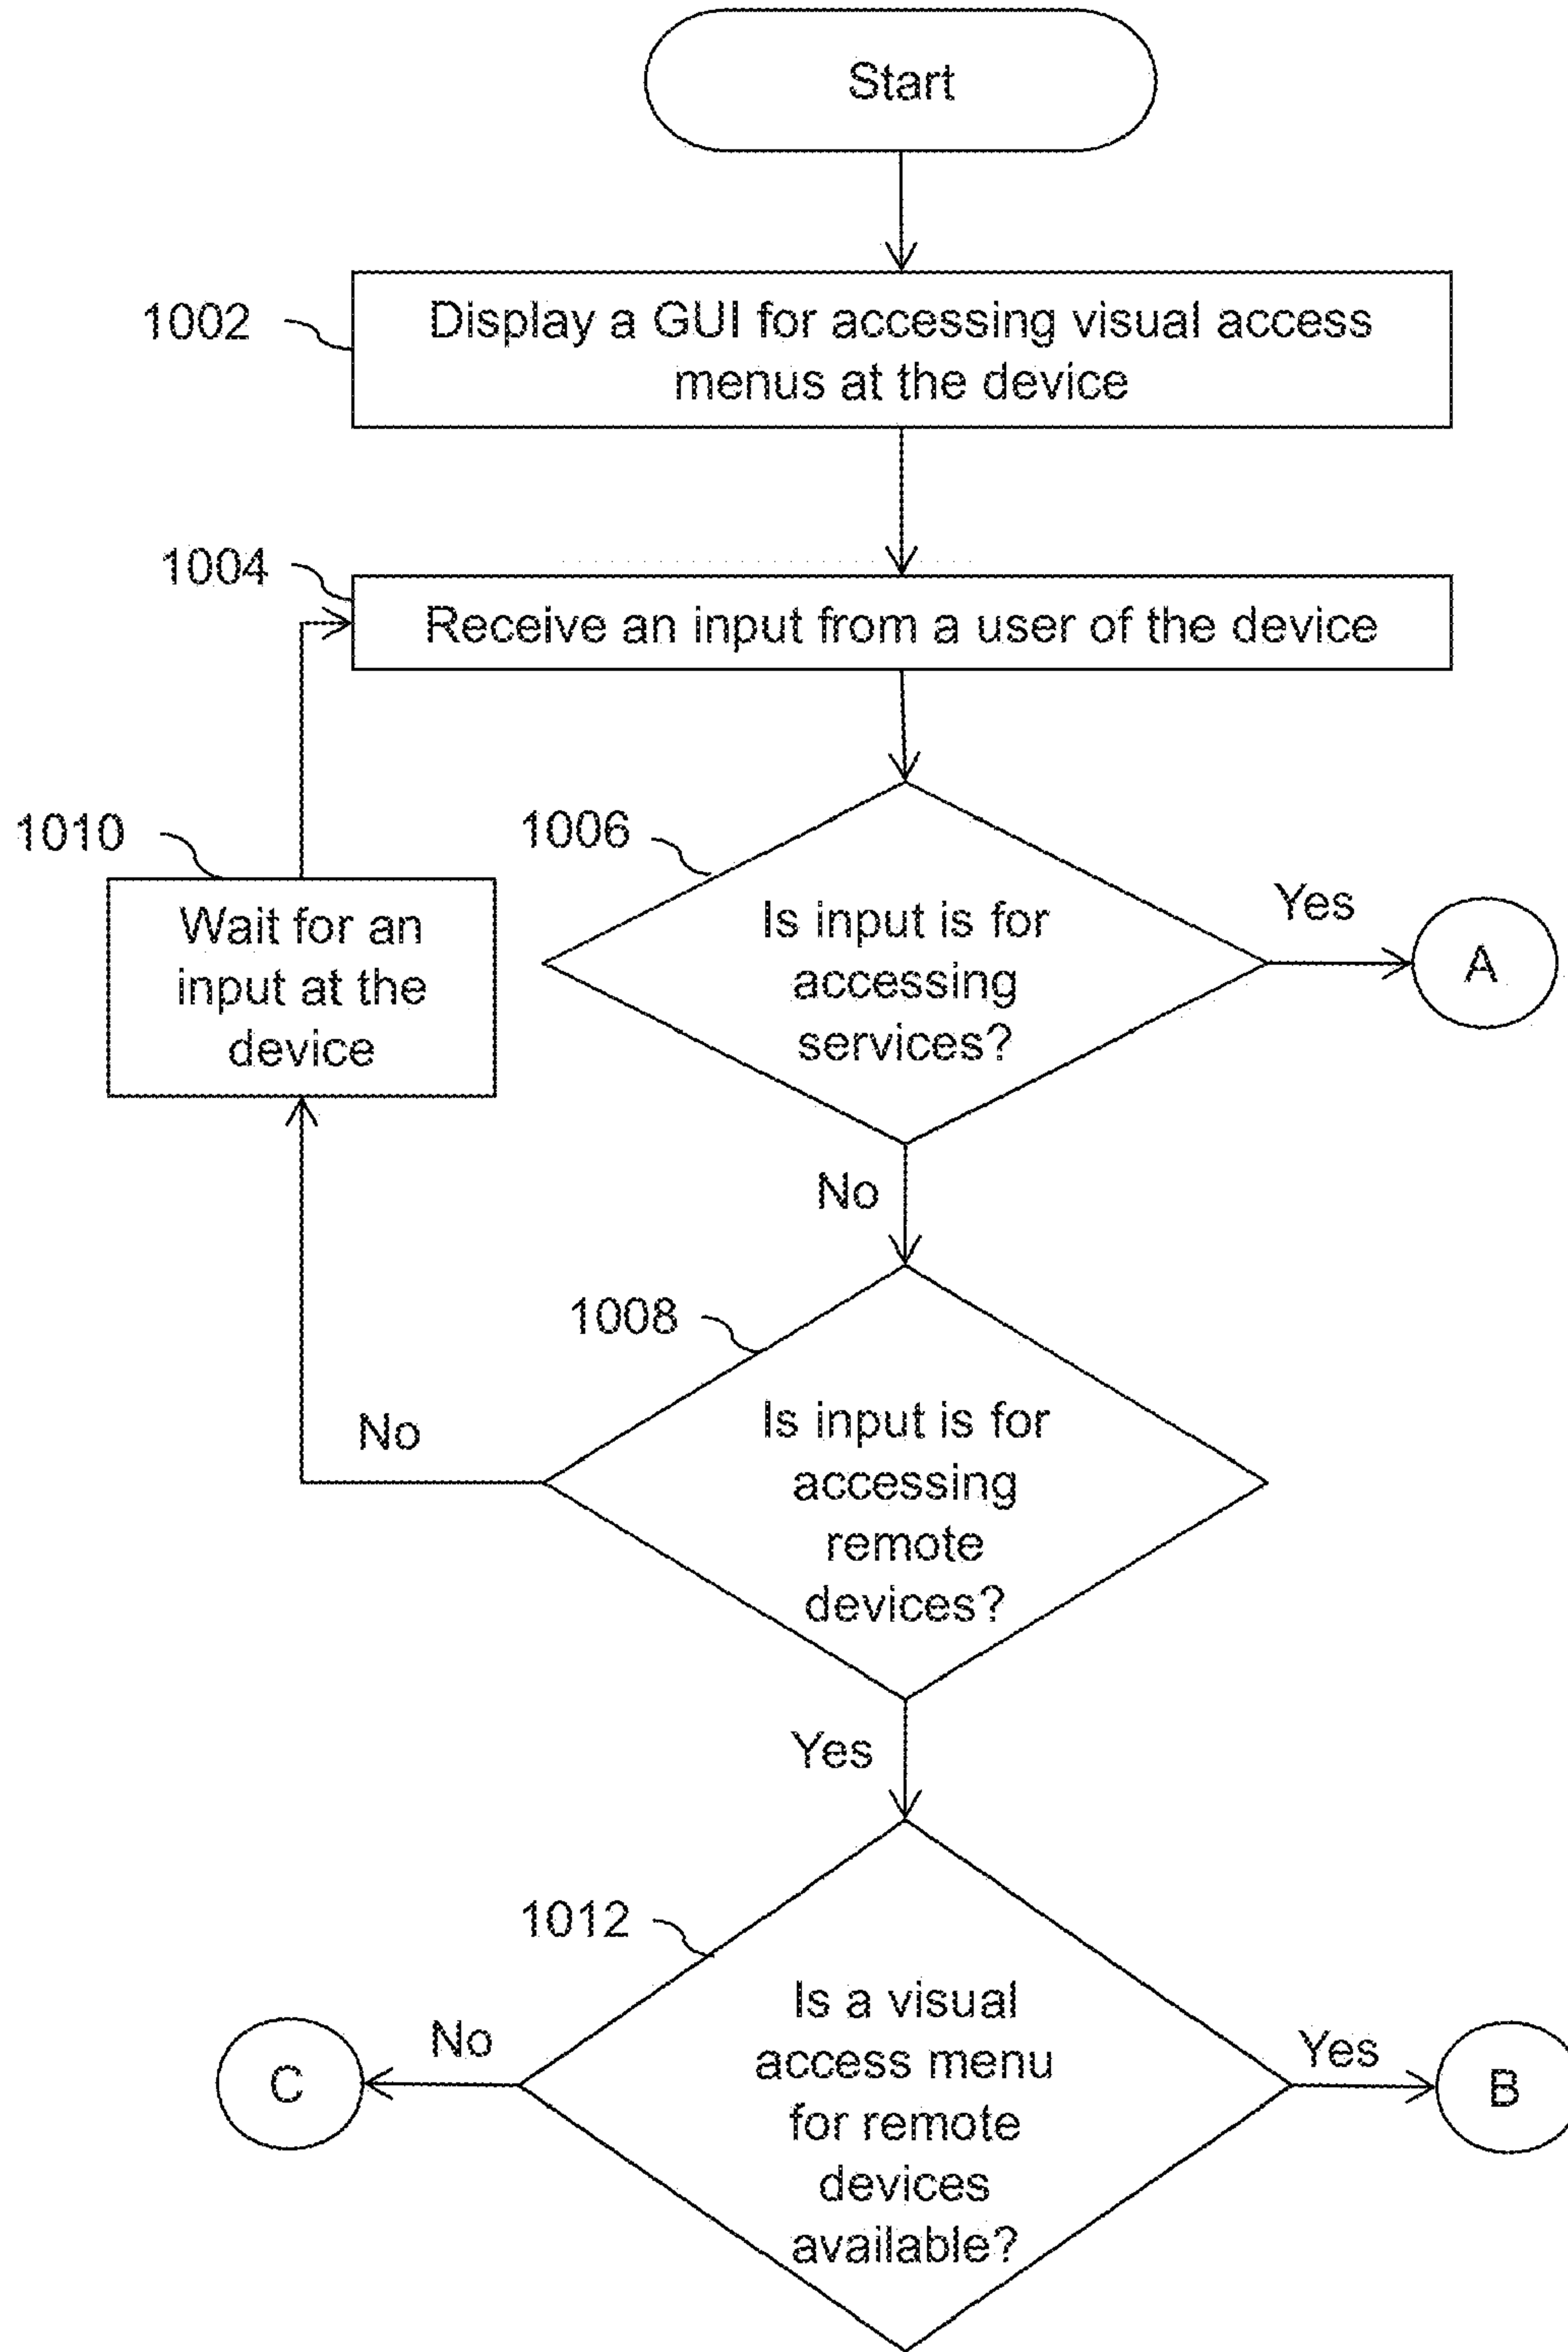 Start
1002
Display a GUI for accessing visual access
menus at the device
1004
Receive an input from a user of the device
1010
Wait for an
input at the
device
1006
Is input is for
accessing
services?
Yes
A
No
1008
Is input is for
accessing
remote
devices?
No
Yes
1012
Is a visual
access menu
for remote
devices
available?
No
C
Yes
B